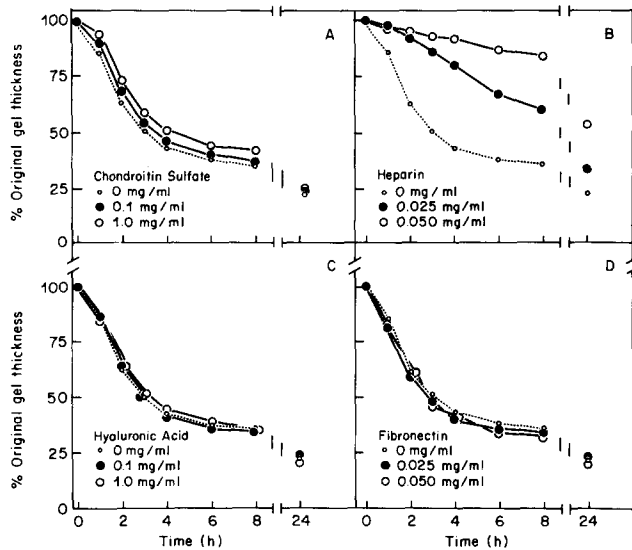 100
75
50
25
0
% Original gel thickness
A
Chondroitin Sulfate
0 mg/ml
0.1 mg/ml
1.0 mg/ml
B
Heparin
0 mg/ml
0.025 mg/ml
0.050 mg/ml
100
75
50
25
0
% Original gel thickness
C
Hyaluronic Acid
0 mg/ml
0.1 mg/ml
1.0 mg/ml
0 2 4 6 8 24
Time (h)
D
Fibronectin
0 mg/ml
0.025 mg/ml
0.050 mg/ml
0 2 4 6 8 24
Time (h)